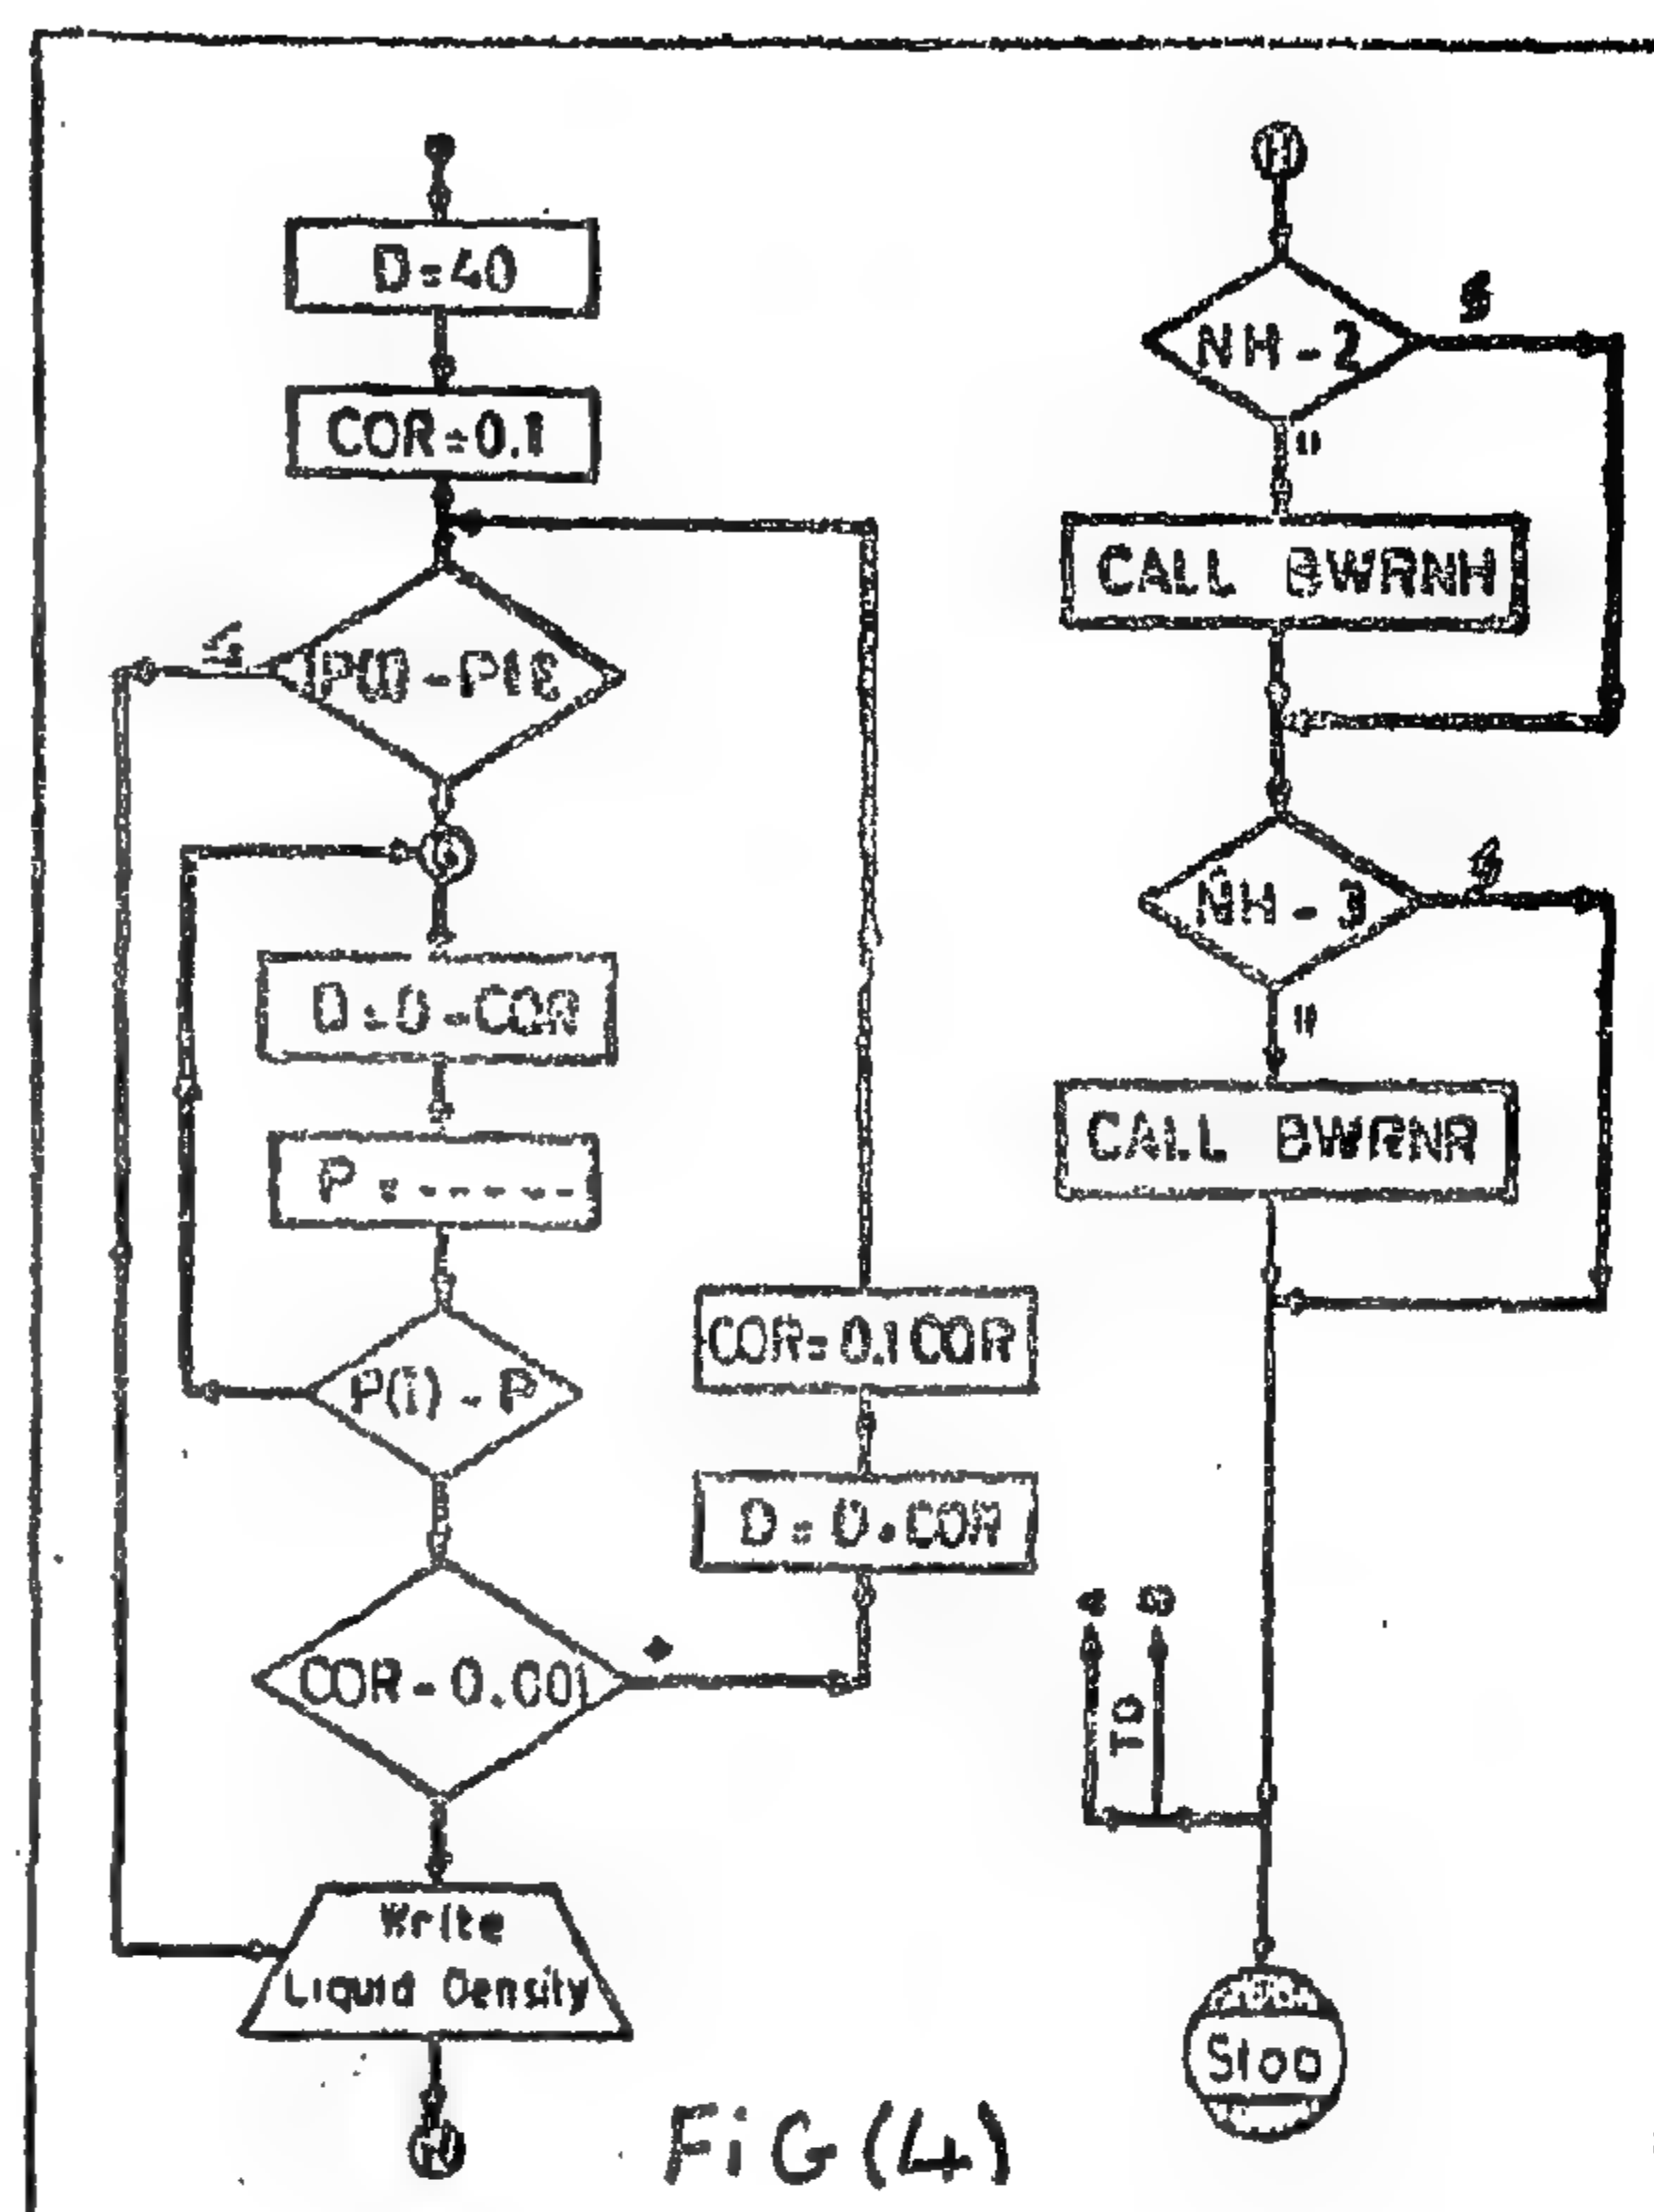 D=40
COR=0.1
P(I)-P
6
D=D-COR
P=-----
P(I)-P
COR-0.001
Write
Liquid Density
COR=0.1COR
D=D+COR
+
H
NH-2
=
CALL BWRNH
NH-3
=
CALL BWRNR
TO
Stop
FiG(4)